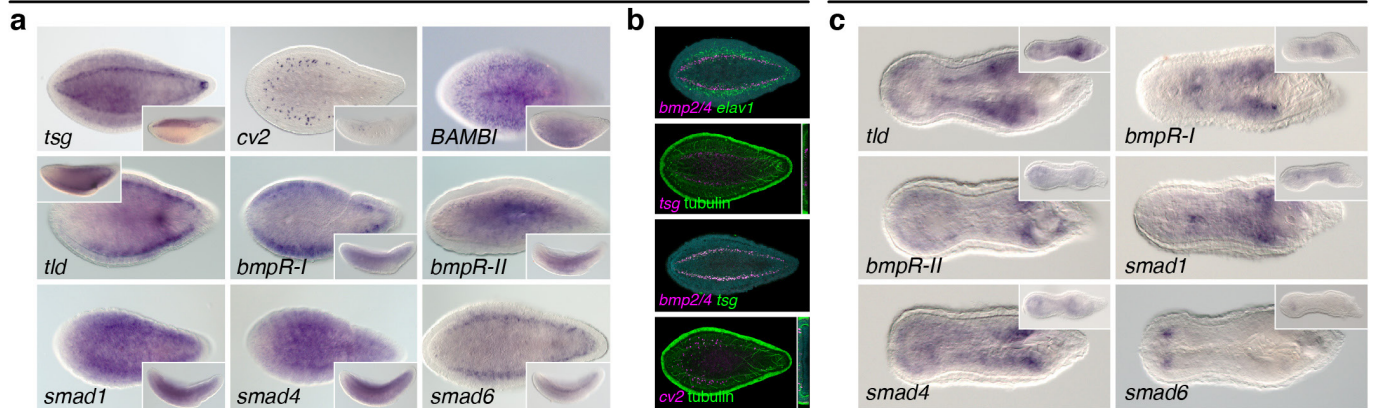 a
tsg
cv2
BAMBI
tld
bmpR-I
bmpR-II
smad1
smad4
smad6
b
bmp2/4 elav1
tsg tubulin
bmp2/4 tsg
cv2 tubulin
c
tld
bmpR-I
bmpR-II
smad1
smad4
smad6